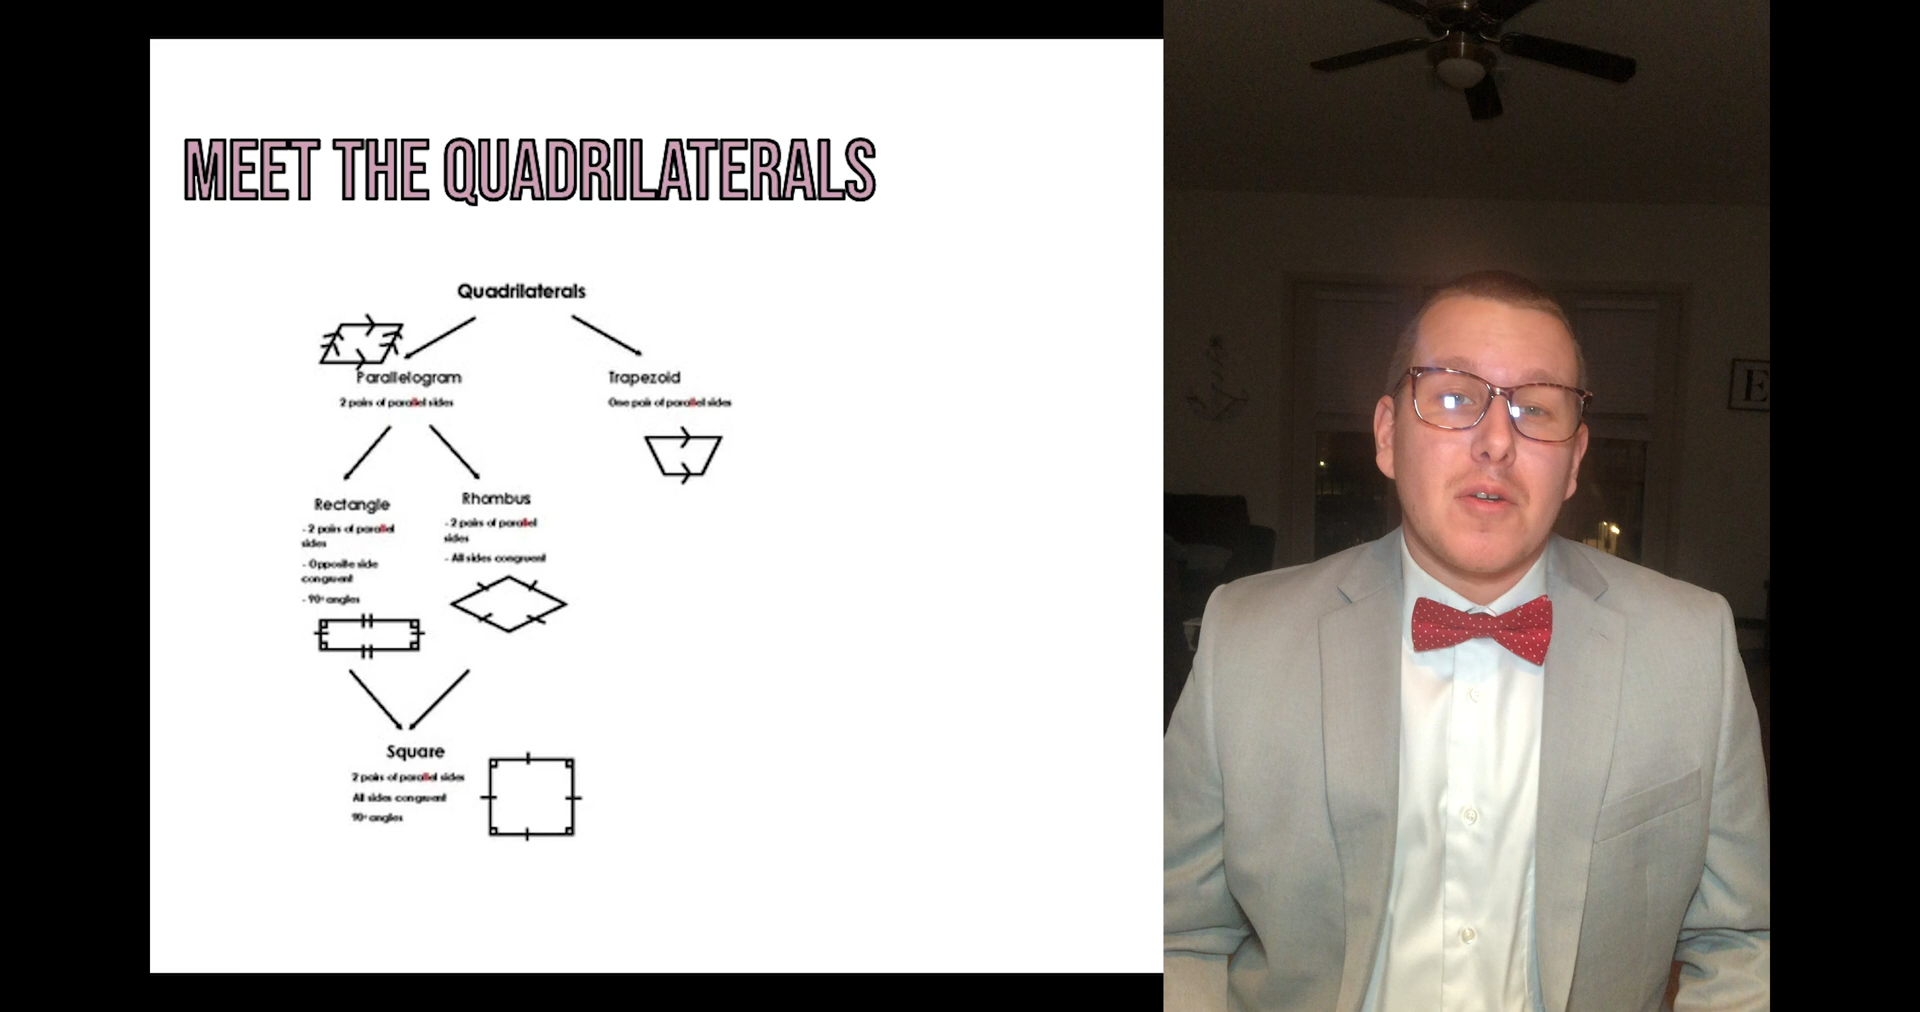 MEET THE QUADRILATERALS
Quadrilaterals
Parallelogram
2 pairs of parallel sides
Trapezoid
One pair of parallel sides
Rectangle
- 2 pairs of parallel
sides
- Opposite side
congruent
- 90° angles
Rhombus
- 2 pairs of parallel
sides
- All sides congruent
Square
2 pairs of parallel sides
All sides congruent
90° angles
E